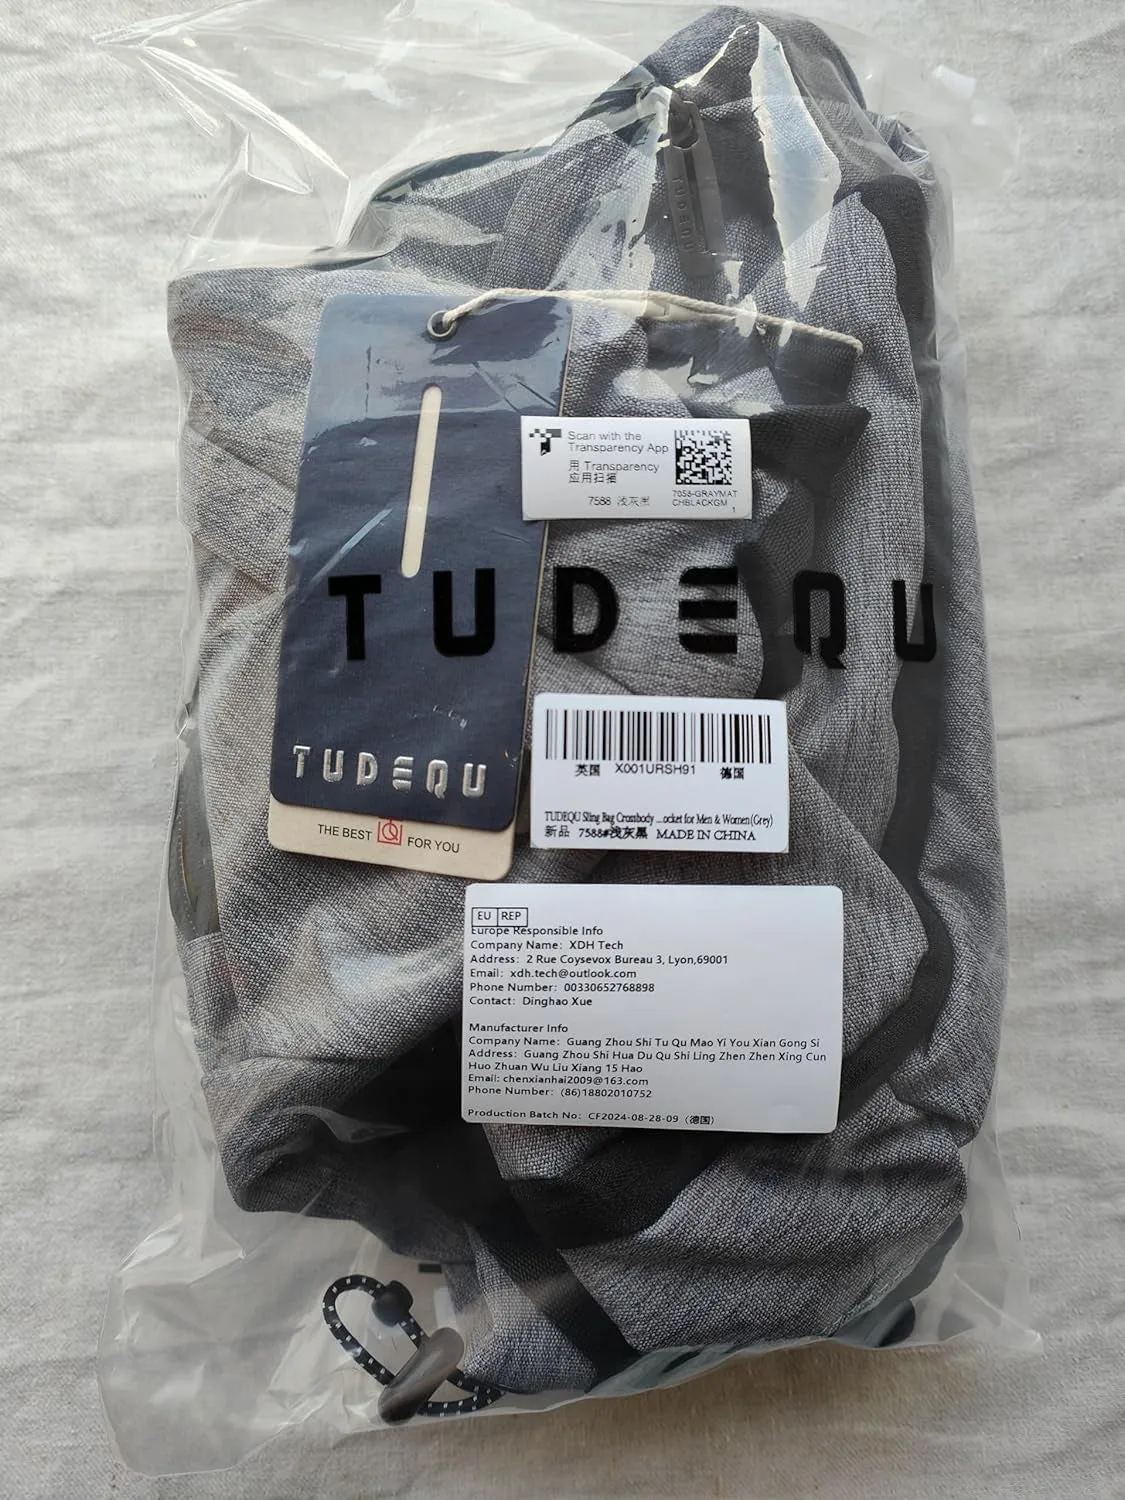 TUDEQU
Scan with the
Transparency App
用 Transparency
应用扫描
7588 浅灰黑
7058-GRAYMAT
CHBLACKGM
1
TUDEQU
TUDEQU
THE BEST FOR YOU
英国 X001URSH91 德国
TUDEQU Sling Bag Crossbody ...ocket for Men & Women(Grey)
新品 7588#浅灰黑 MADE IN CHINA
EU REP
Europe Responsible Info
Company Name: XDH Tech
Address: 2 Rue Coysevox Bureau 3, Lyon,69001
Email: xdh.tech@outlook.com
Phone Number: 00330652768898
Contact: Dinghao Xue
Manufacturer Info
Company Name: Guang Zhou Shi Tu Qu Mao Yi You Xian Gong Si
Address: Guang Zhou Shi Hua Du Qu Shi Ling Zhen Zhen Xing Cun
Huo Zhuan Wu Liu Xiang 15 Hao
Email: chenxianhai2009@163.com
Phone Number: (86)18802010752
Production Batch No: CF2024-08-28-09 (德国)